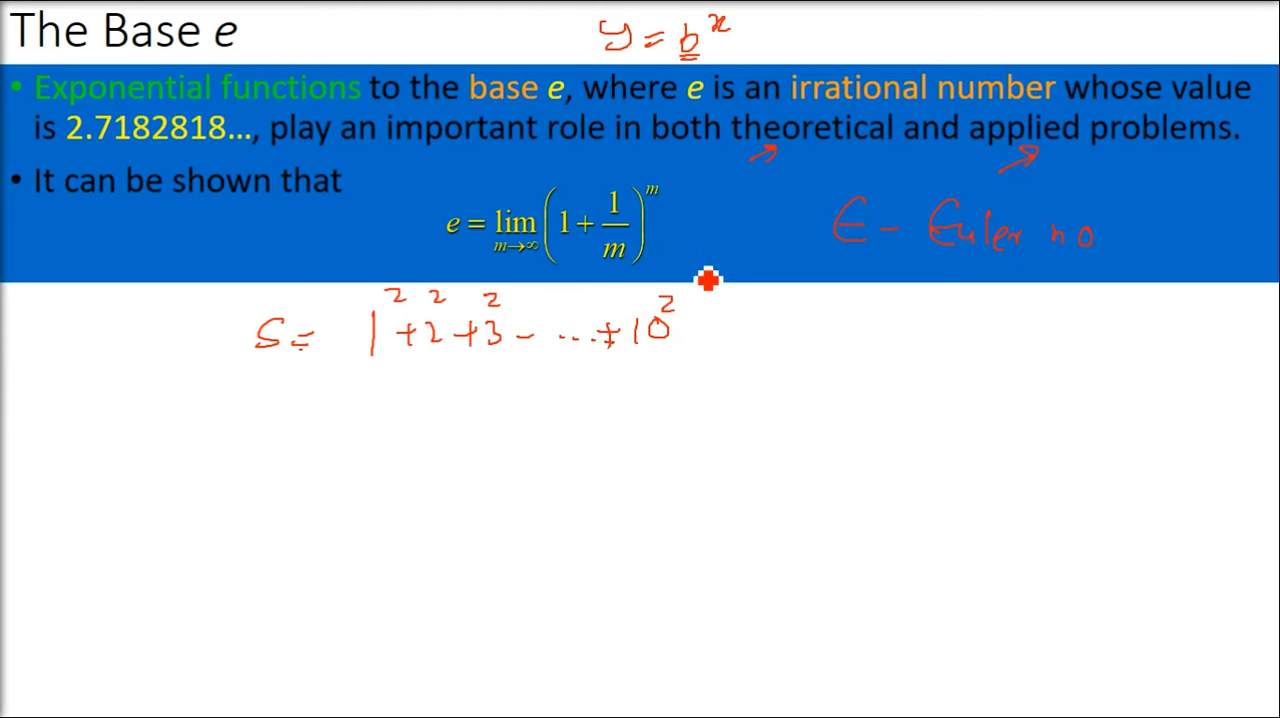 The Base e
y = b^x
• Exponential functions to the base e, where e is an irrational number whose value
is 2.7182818…, play an important role in both theoretical and applied problems.
• It can be shown that
e = lim m→∞ (1 + 1/m)^m
E - Euler no
S = 1² + 2² + 3² - ... + 10²